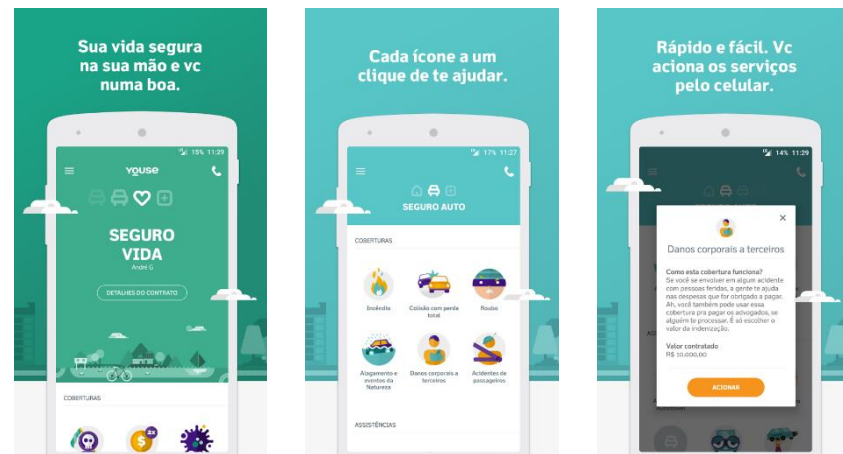 Sua vida segura
na sua mão e vc
numa boa.
15% 11:29
youse
SEGURO
VIDA
André G
DETALHES DO CONTRATO
COBERTURAS
2x
Cada ícone a um
clique de te ajudar.
17% 11:27
SEGURO AUTO
COBERTURAS
Incêndio
Colisão com perda
total
Roubo
Alagamento e
eventos da
Natureza
Danos corporais a
terceiros
Acidentes de
passageiros
ASSISTÊNCIAS
Rápido e fácil. Vc
aciona os serviços
pelo celular.
14% 11:29
Danos corporais a terceiros
Como esta cobertura funciona?
Se você se envolver em algum acidente
com pessoas feridas, a gente te ajuda
nas despesas que for obrigado a pagar.
Ah, você também pode usar essa
cobertura pra pagar os advogados, se
alguém te processar. É só escolher o
valor da indenização.
Valor contratado
R$ 10.000,00
ACIONAR